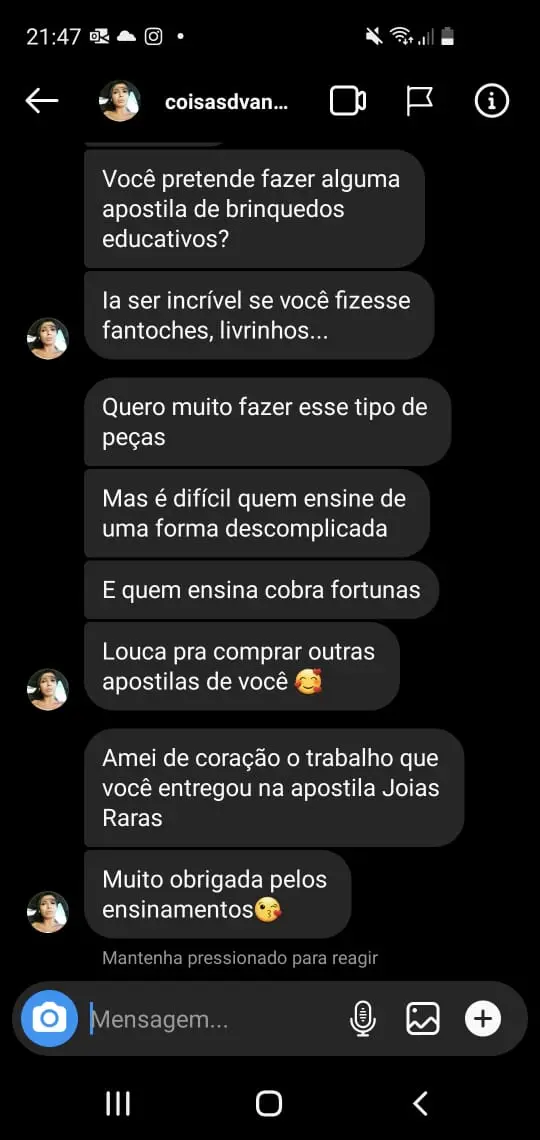 21:47
coisasdvan...
Você pretende fazer alguma
apostila de brinquedos
educativos?
Ia ser incrível se você fizesse
fantoches, livrinhos...
Quero muito fazer esse tipo de
peças
Mas é difícil quem ensine de
uma forma descomplicada
E quem ensina cobra fortunas
Louca pra comprar outras
apostilas de você 🥰
Amei de coração o trabalho que
você entregou na apostila Joias
Raras
Muito obrigada pelos
ensinamentos😘
Mantenha pressionado para reagir
Mensagem...